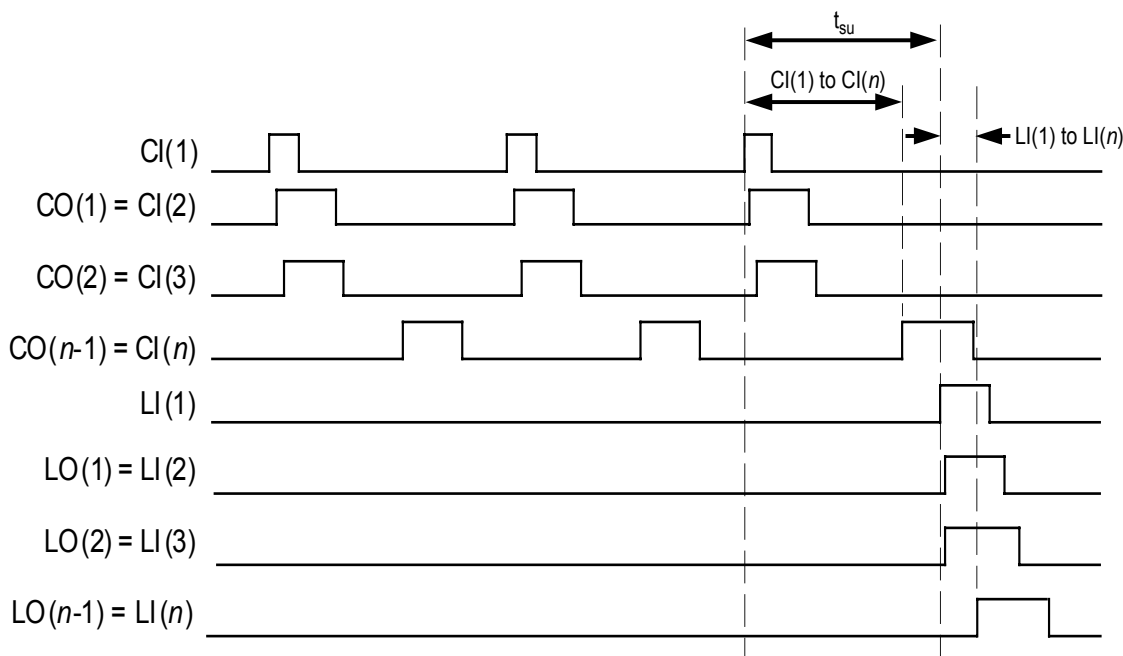 tsu
CI(1) to CI(n)
LI(1) to LI(n)
CI(1)
CO(1) = CI(2)
CO(2) = CI(3)
CO(n-1) = CI(n)
LI(1)
LO(1) = LI(2)
LO(2) = LI(3)
LO(n-1) = LI(n)